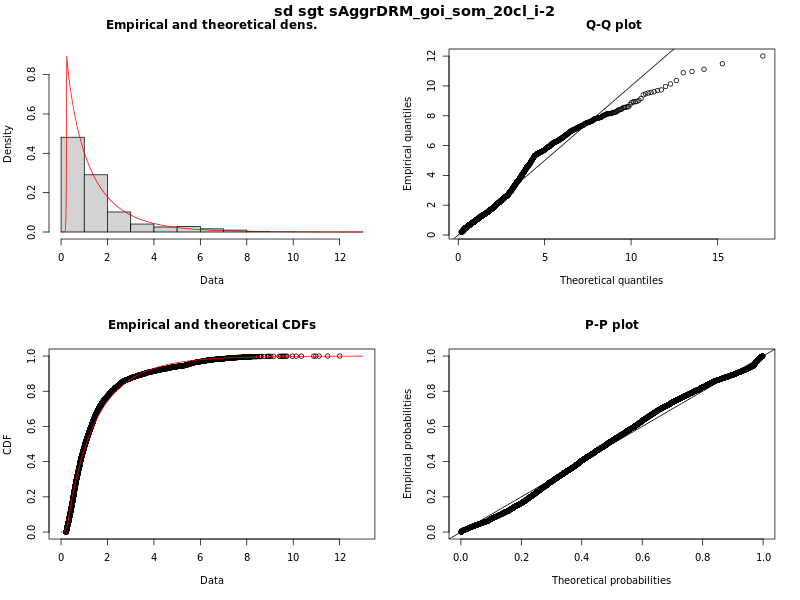 sd sgt sAggrDRM_goi_som_20cl_i-2
Empirical and theoretical dens.
Density
0.0 0.2 0.4 0.6 0.8
0 2 4 6 8 10 12
Data
Q-Q plot
Empirical quantiles
0 2 4 6 8 10 12
0 5 10 15
Theoretical quantiles
Empirical and theoretical CDFs
CDF
0.0 0.2 0.4 0.6 0.8 1.0
0 2 4 6 8 10 12
Data
P-P plot
Empirical probabilities
0.0 0.2 0.4 0.6 0.8 1.0
0.0 0.2 0.4 0.6 0.8 1.0
Theoretical probabilities